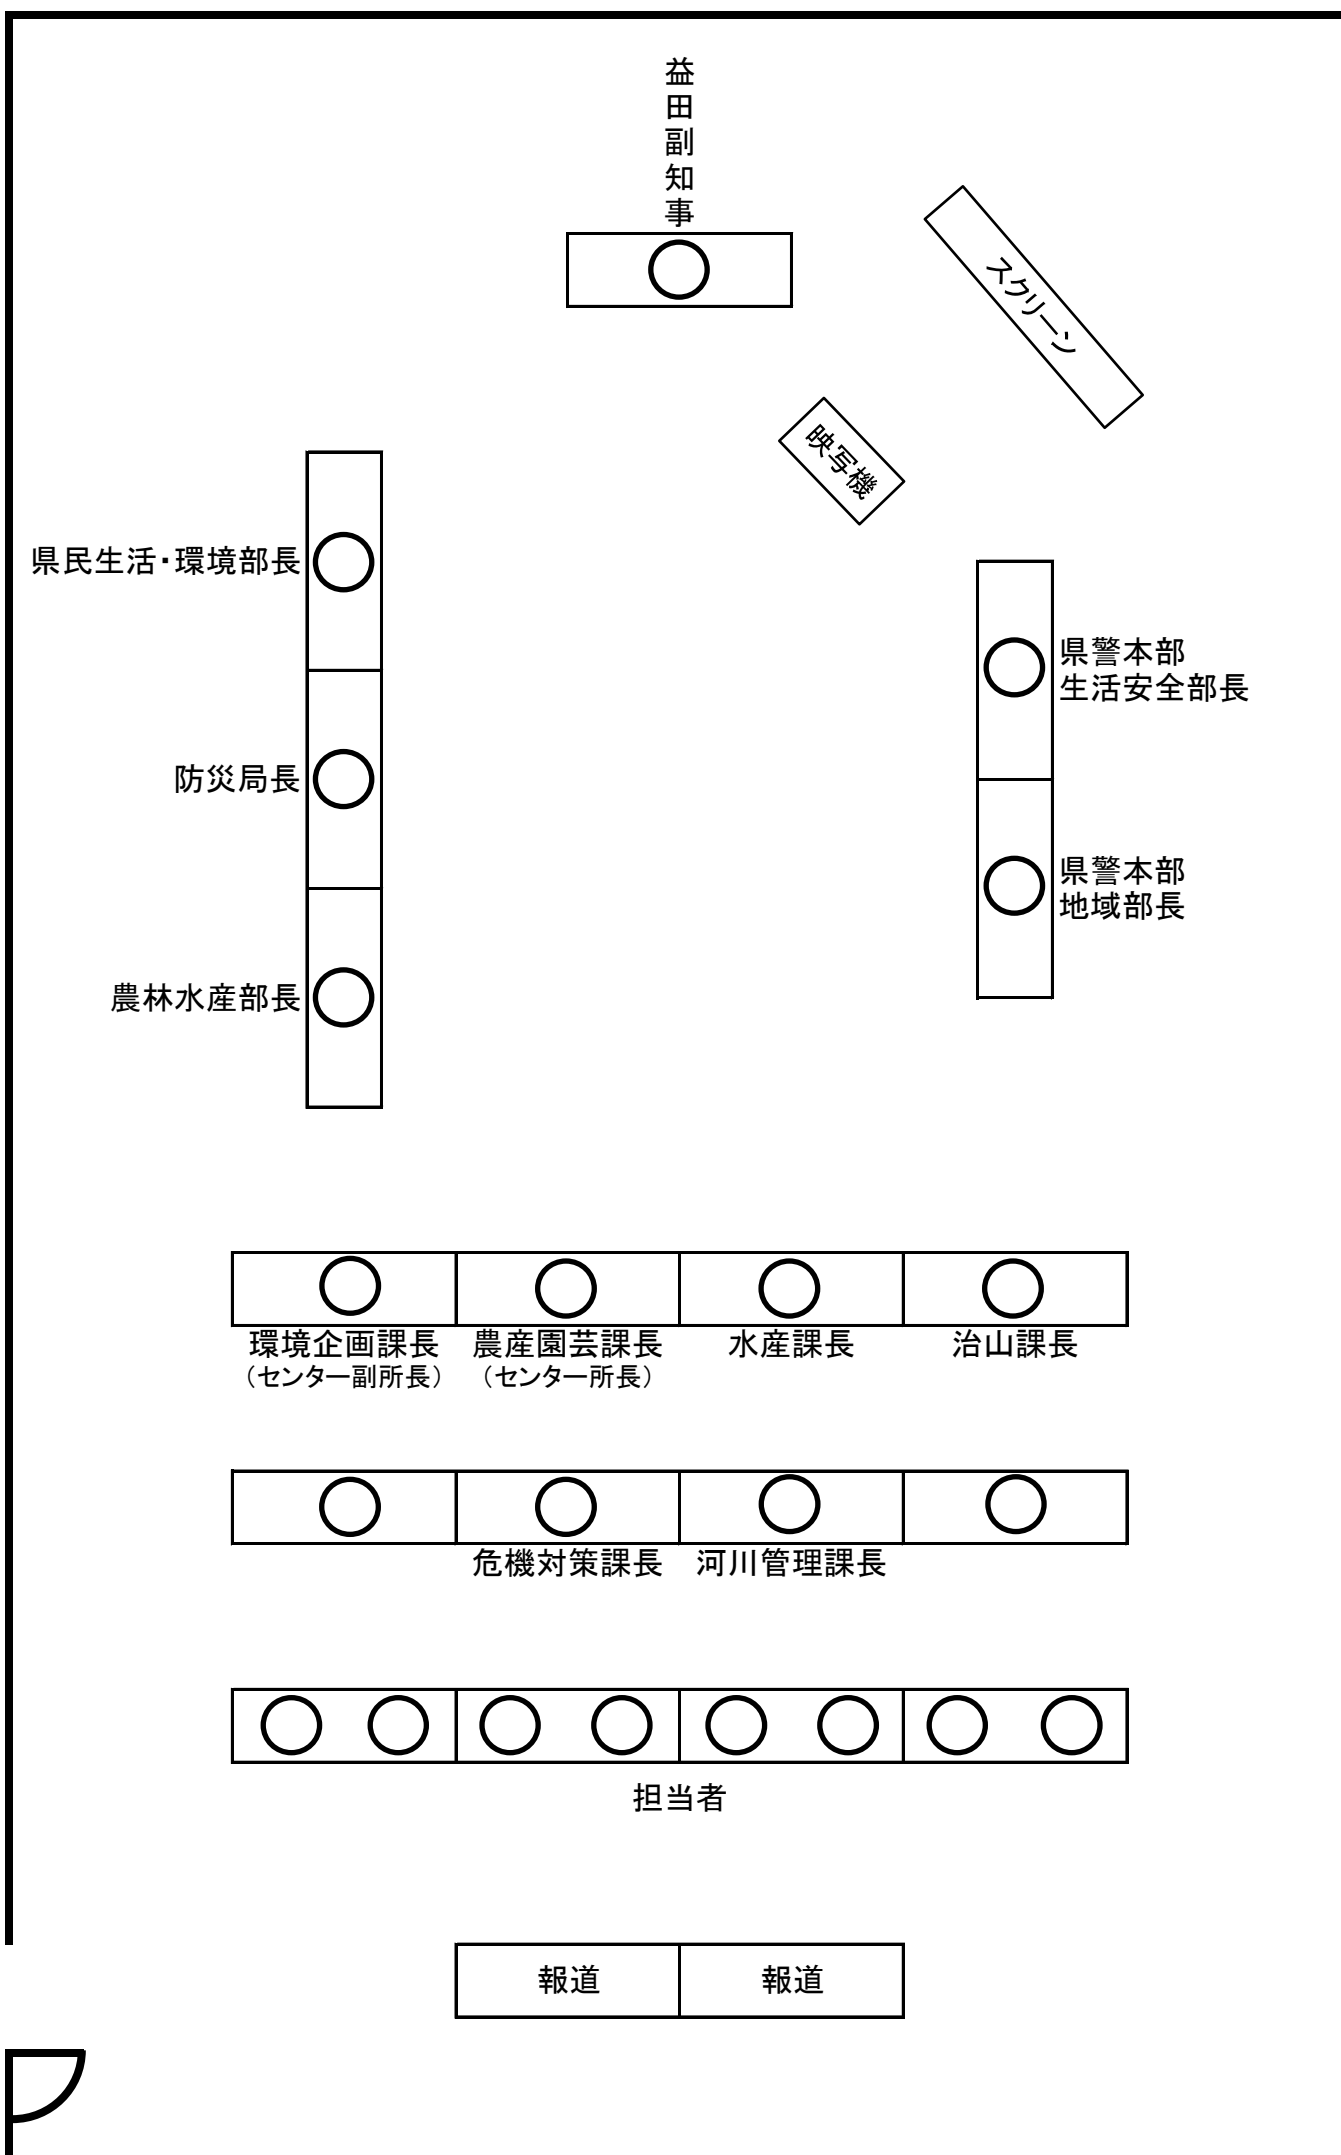 益田副知事
スクリーン
映写機
県民生活・環境部長
県警本部
生活安全部長
防災局長
県警本部
地域部長
農林水産部長
環境企画課長
（センター副所長）
農産園芸課長
（センター所長）
水産課長
治山課長
危機対策課長
河川管理課長
担当者
報道
報道